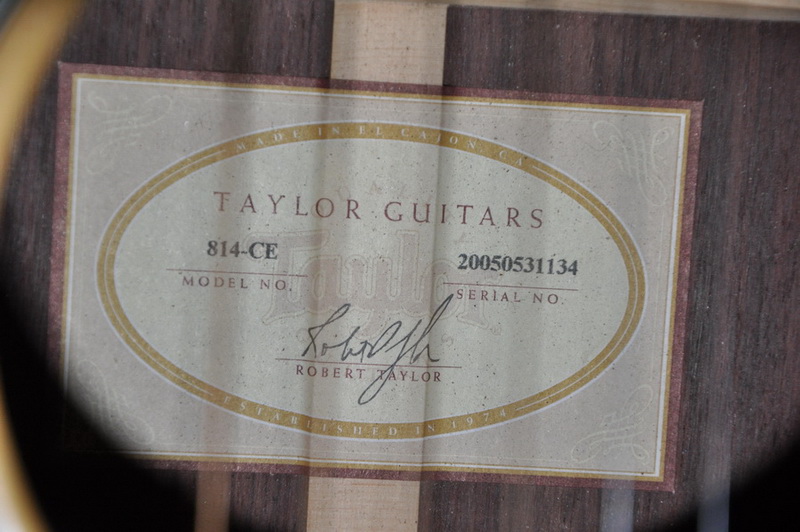 MADE IN EL CAJON, CA
TAYLOR GUITARS
814-CE
MODEL NO.
20050531134
SERIAL NO.
Taylor
ROBERT TAYLOR
ESTABLISHED IN 1974